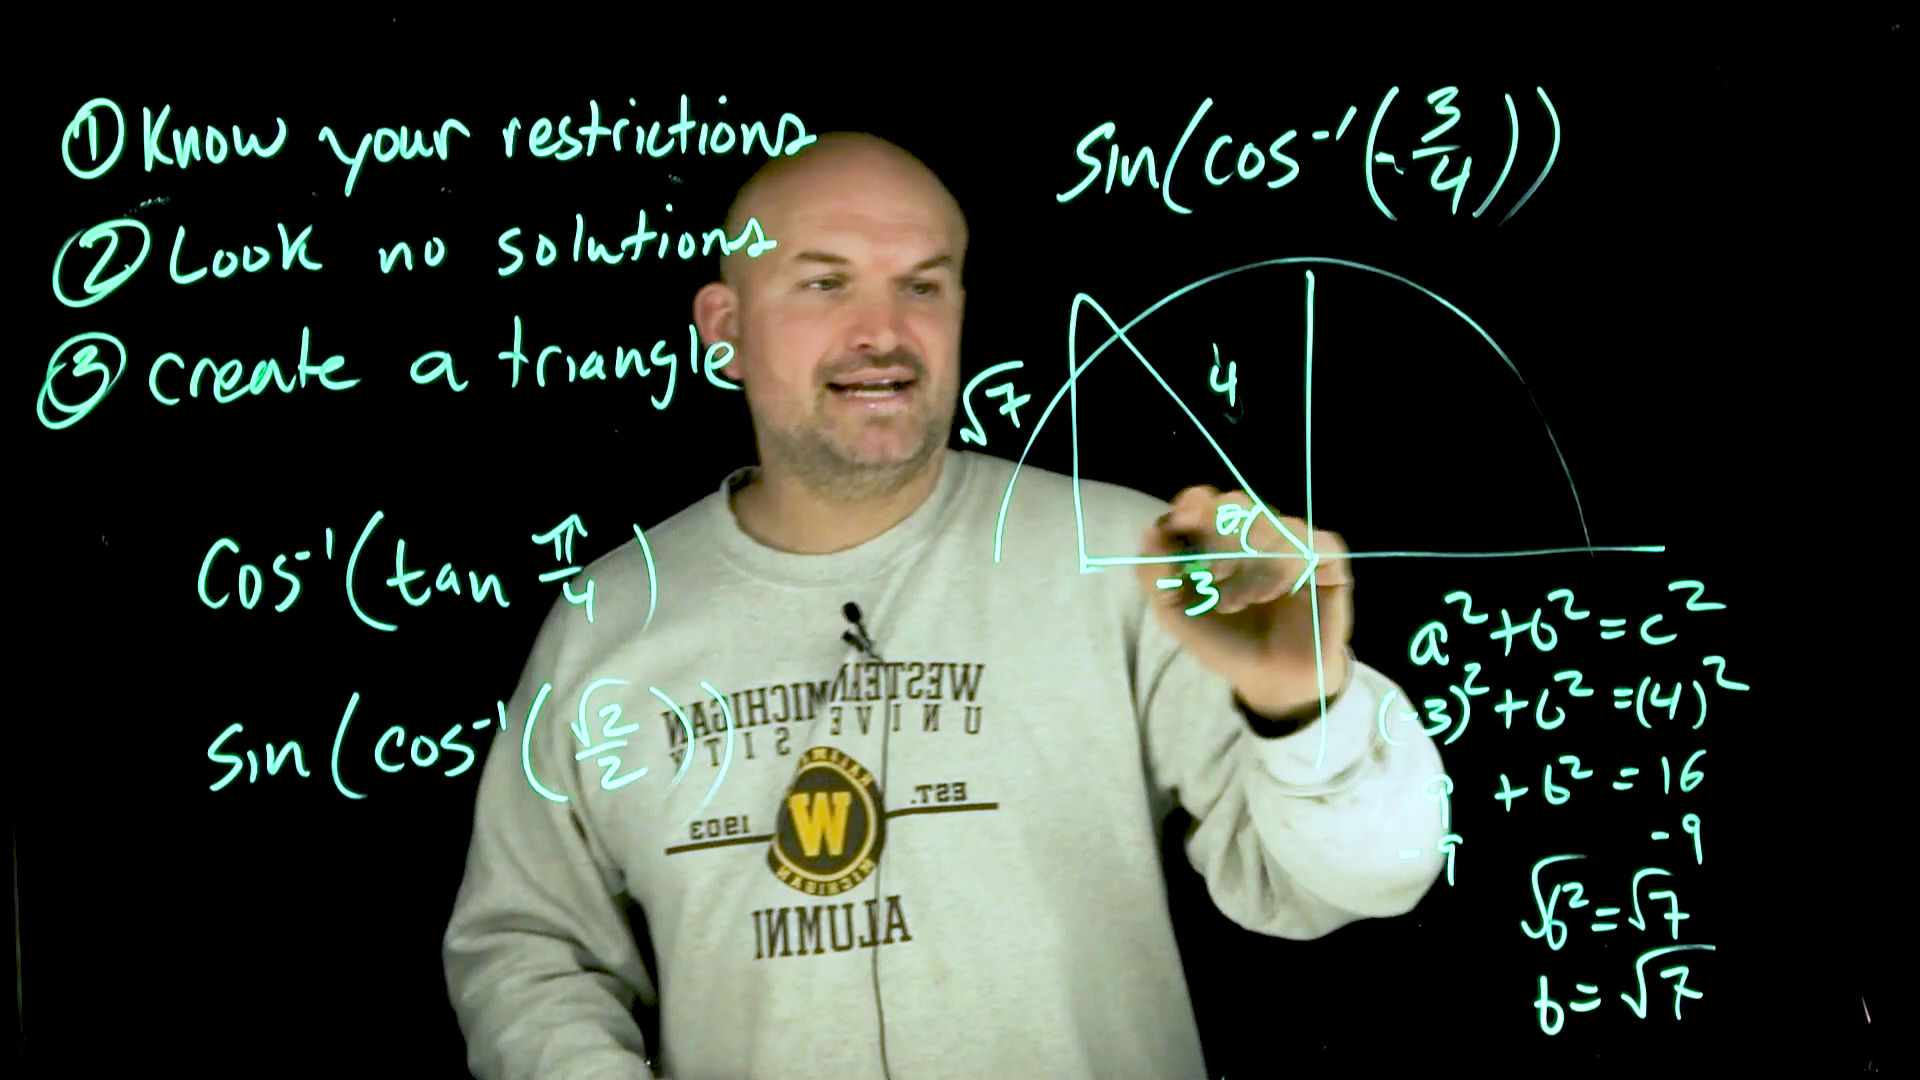 ① Know your restrictions
② Look no solutions
③ create a triangle
cos⁻¹(tan π/4)
sin(cos⁻¹(√2/2))
sin(cos⁻¹(-3/4))
√7
4
θ
-3
a² + b² = c²
(-3)² + b² = (4)²
9 + b² = 16
-9 -9
√b² = √7
b = √7
WESTERN MICHIGAN
UNIVERSITY
EST. 1903
W
KALAMAZOO
MICHIGAN
ALUMNI